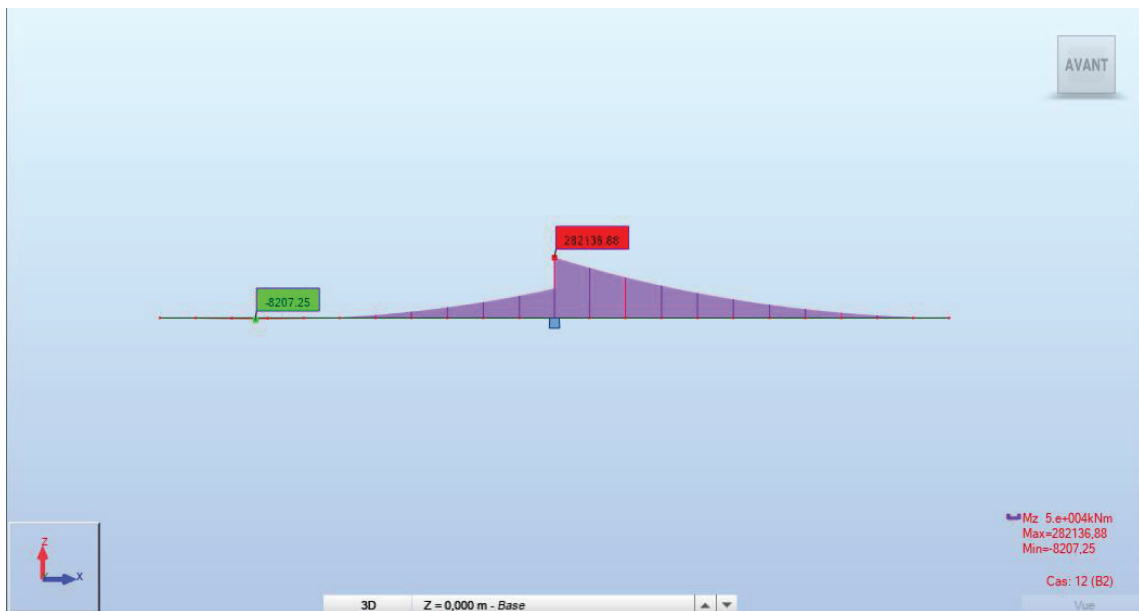 AVANT
282136.88
-8207.25
Mz 5.e+004kNm
Max=282136,88
Min=-8207,25
Cas: 12 (B2)
Z
X
3D Z = 0,000 m - Base
Vue